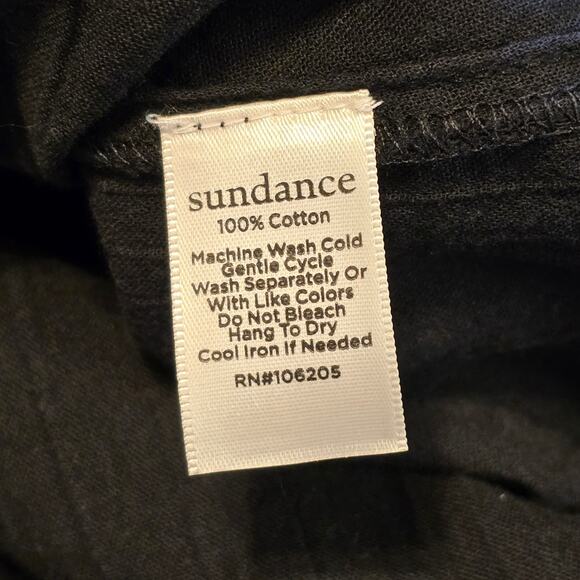 sundance
100% Cotton
Machine Wash Cold
Gentle Cycle
Wash Separately Or
With Like Colors
Do Not Bleach
Hang To Dry
Cool Iron If Needed
RN#106205